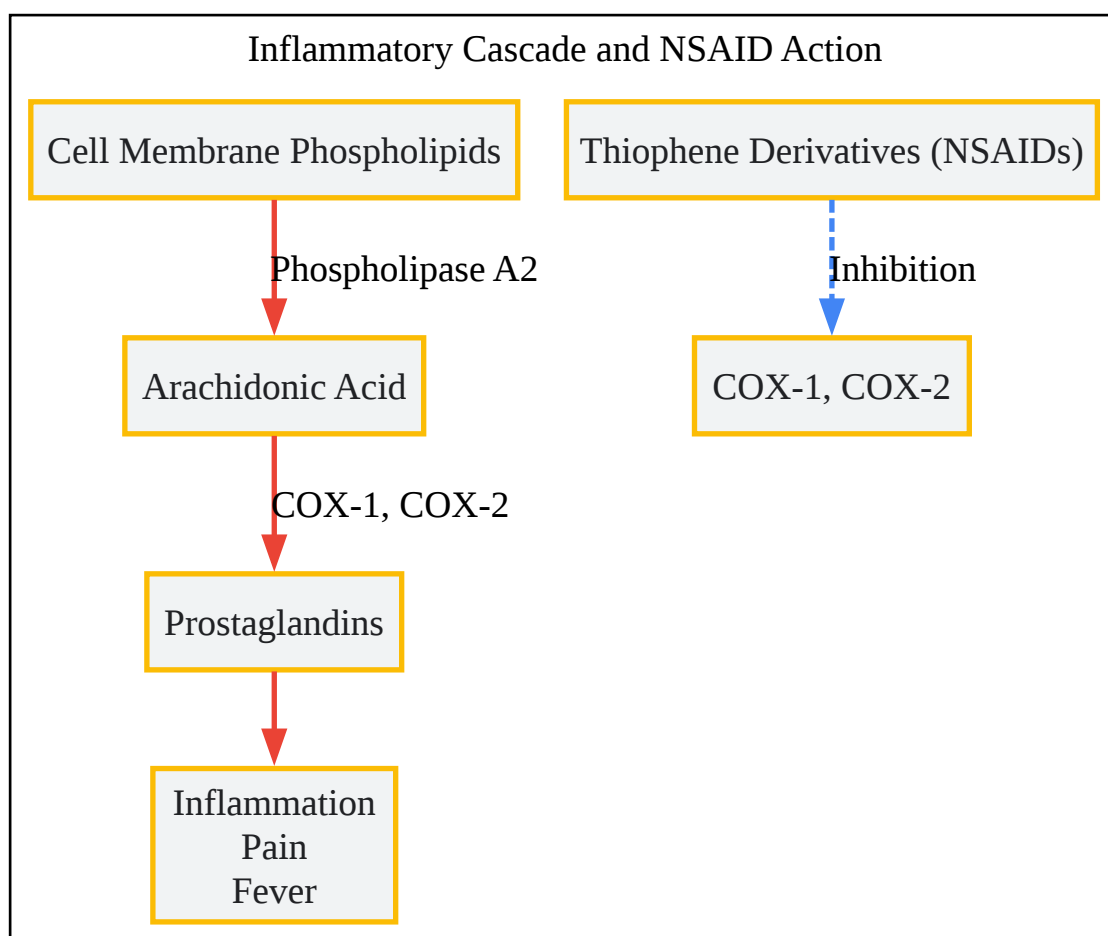 Inflammatory Cascade and NSAID Action
Cell Membrane Phospholipids
Thiophene Derivatives (NSAIDs)
Phospholipase A2
Inhibition
Arachidonic Acid
COX-1, COX-2
COX-1, COX-2
Prostaglandins
Inflammation
Pain
Fever